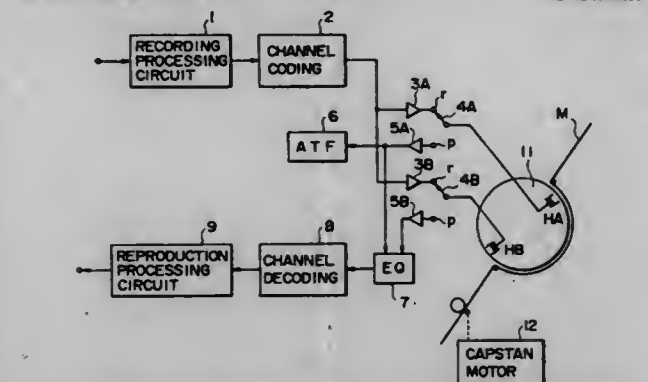 1
2
RECORDING
PROCESSING
CIRCUIT
CHANNEL
CODING
3A
r
4A
M
6
5A
11
ATF
p
3B
r
4B
HA
5B
p
HB
9
8
REPRODUCTION
PROCESSING
CIRCUIT
CHANNEL
DECODING
EQ
7
12
CAPSTAN
MOTOR